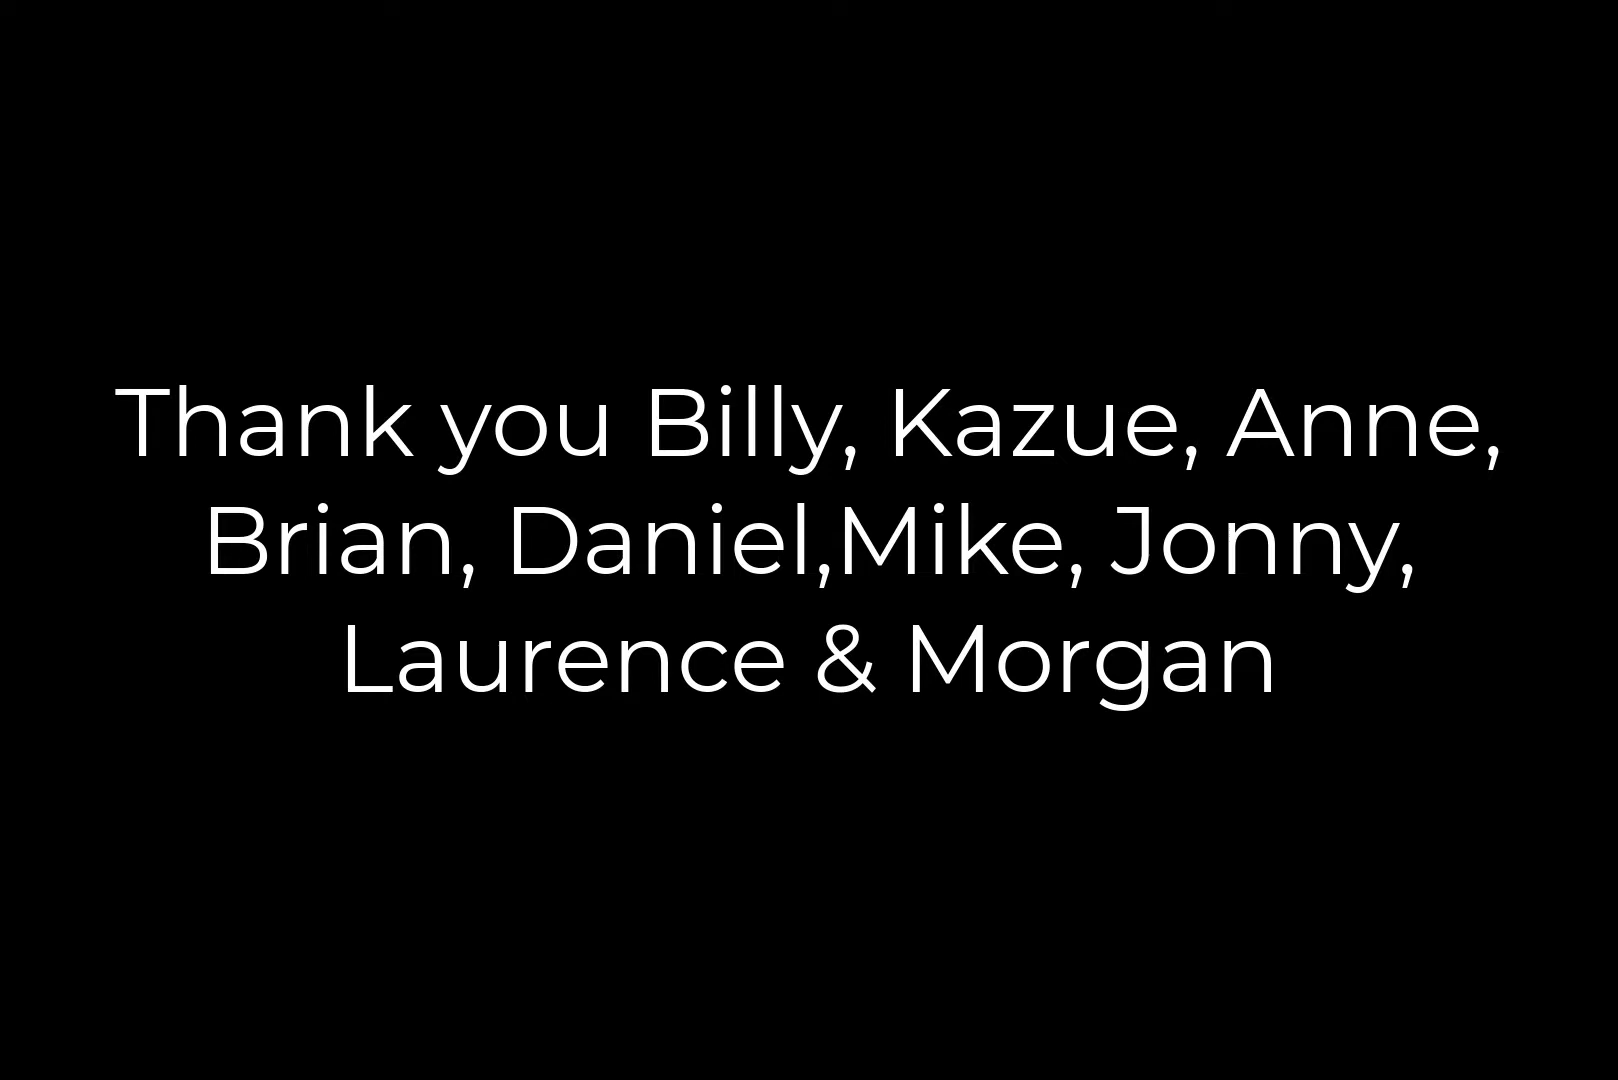 Thank you Billy, Kazue, Anne,
Brian, Daniel,Mike, Jonny,
Laurence & Morgan